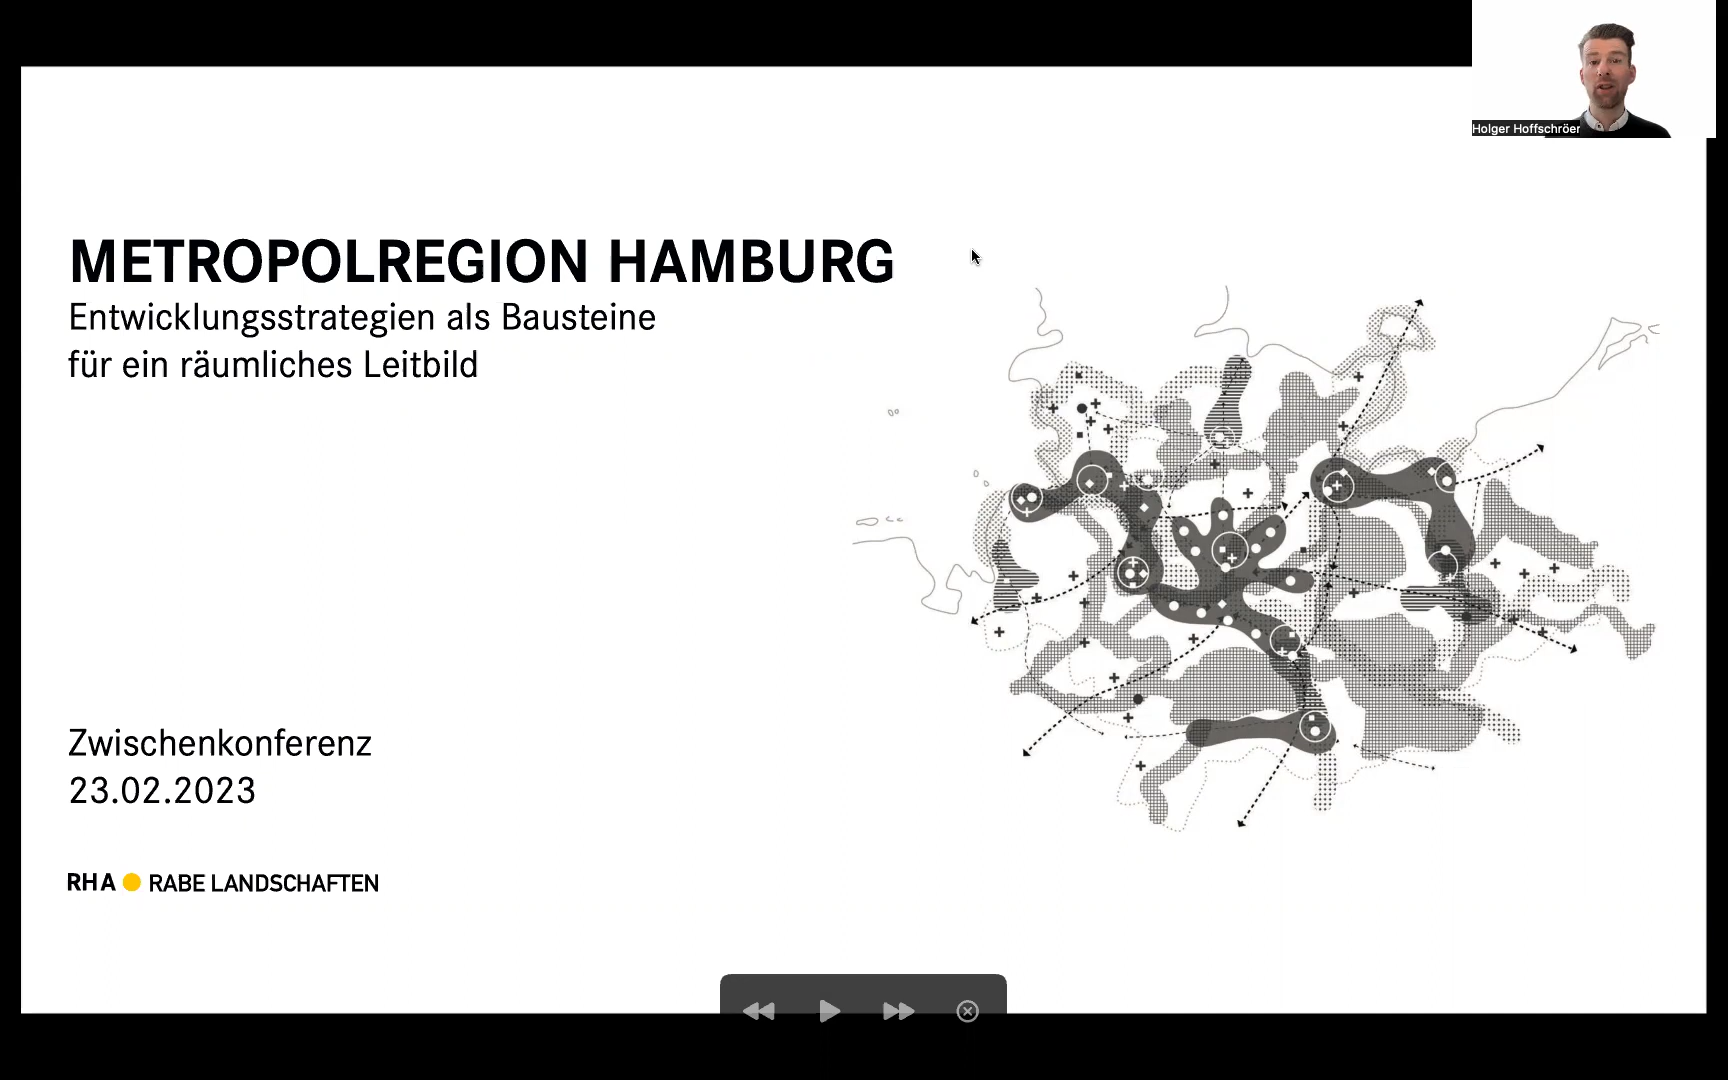 Holger Hoffschröer
METROPOLREGION HAMBURG
Entwicklungsstrategien als Bausteine
für ein räumliches Leitbild
Zwischenkonferenz
23.02.2023
RHA RABE LANDSCHAFTEN